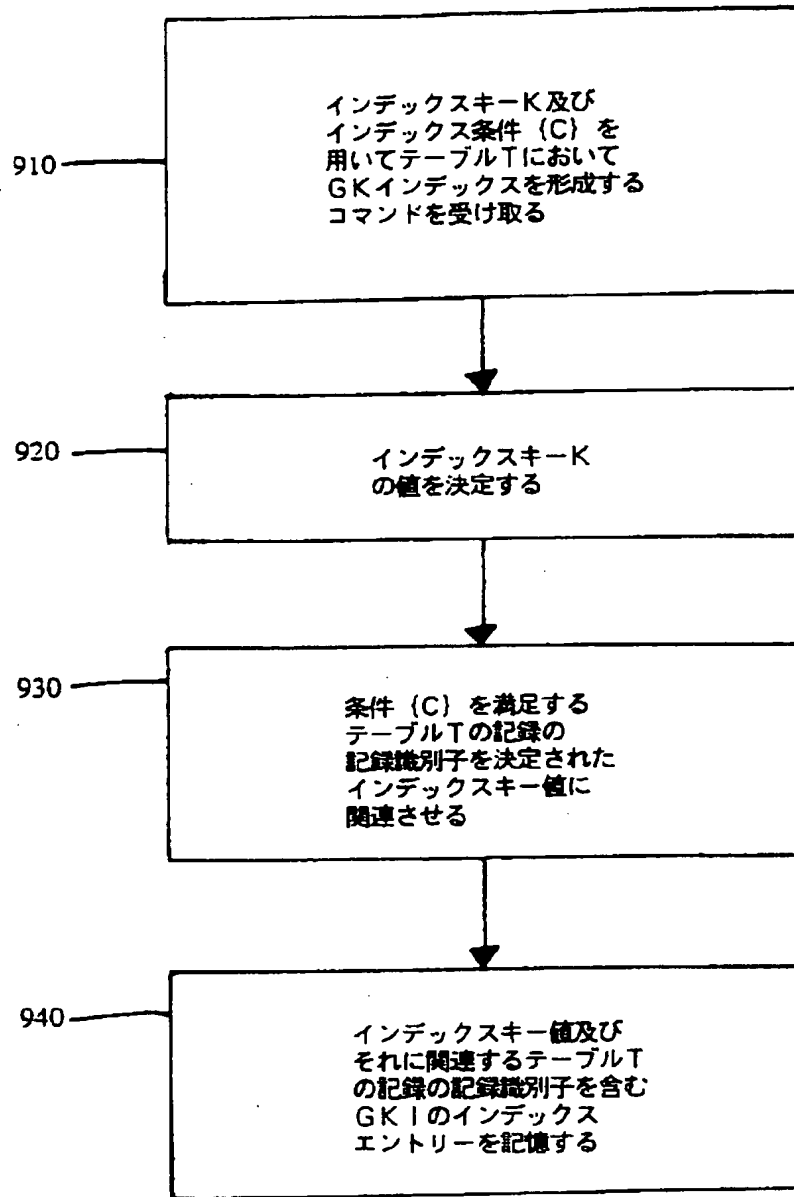 910
インデックスキーK及び
インデックス条件{C}を
用いてテーブルTにおいて
GKインデックスを形成する
コマンドを受け取る
920
インデックスキーK
の値を決定する
930
条件{C}を満足する
テーブルTの記録の
記録識別子を決定された
インデックスキー値に
関連させる
940
インデックスキー値及び
それに関連するテーブルT
の記録の記録識別子を含む
GKIのインデックス
エントリーを記憶する